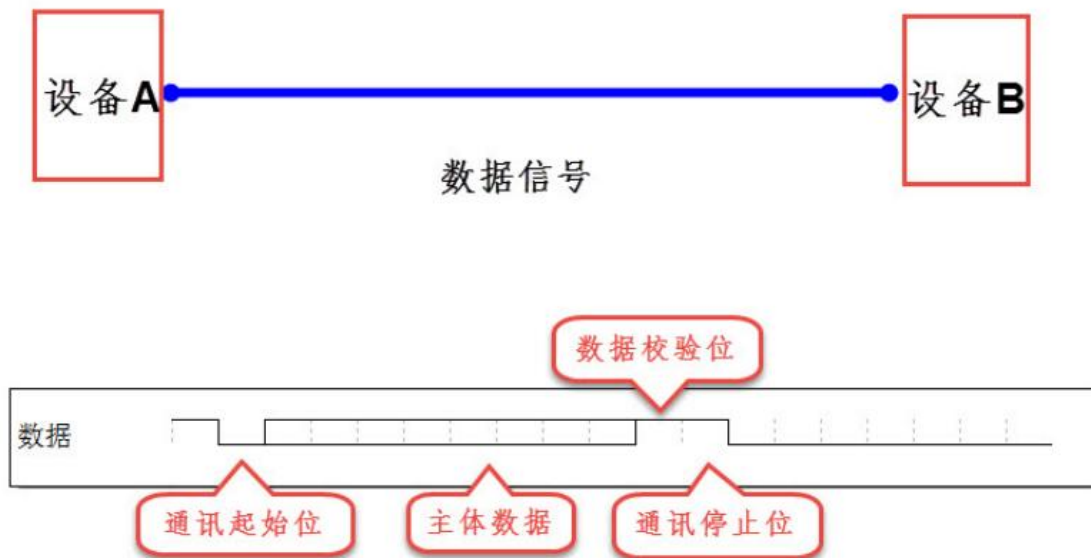 设备A
设备B
数据信号
数据校验位
数据
通讯起始位
主体数据
通讯停止位